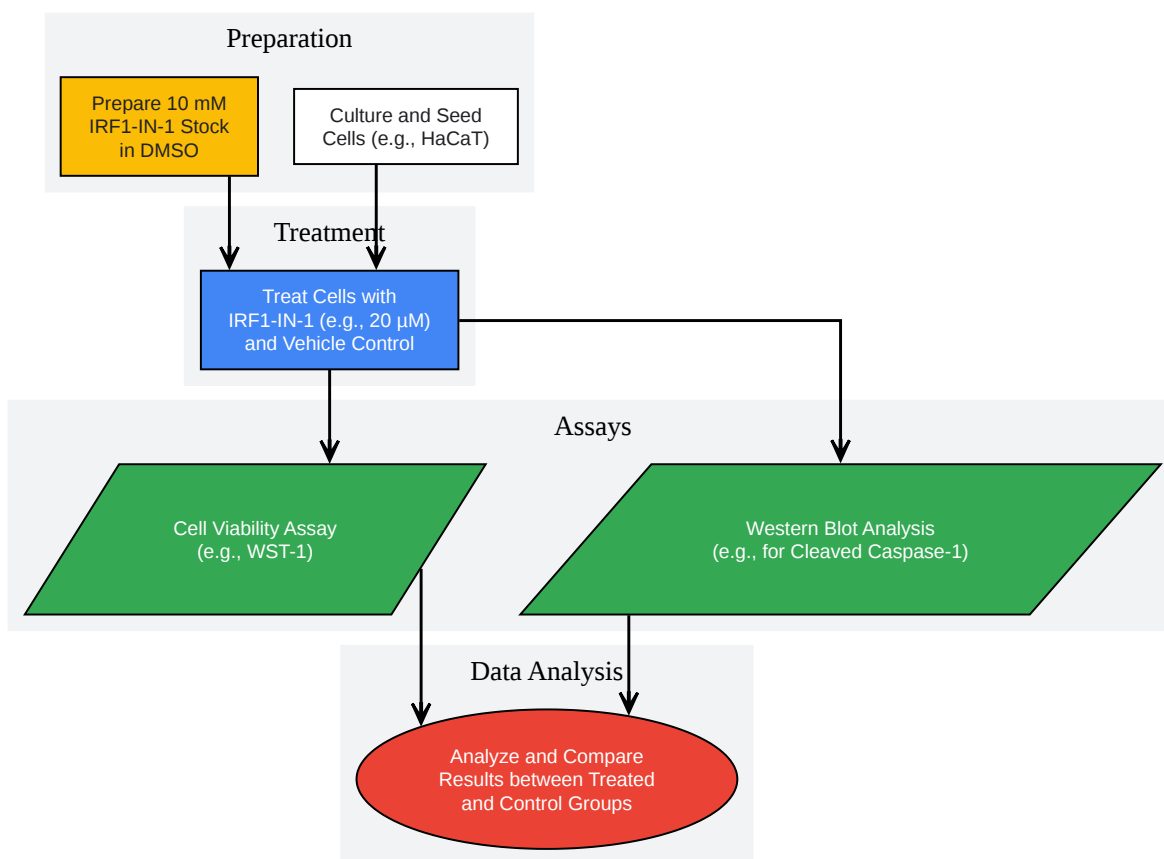 Preparation
Prepare 10 mM
IRF1-IN-1 Stock
in DMSO
Culture and Seed
Cells (e.g., HaCaT)
Treatment
Treat Cells with
IRF1-IN-1 (e.g., 20 µM)
and Vehicle Control
Assays
Cell Viability Assay
(e.g., WST-1)
Western Blot Analysis
(e.g., for Cleaved Caspase-1)
Data Analysis
Analyze and Compare
Results between Treated
and Control Groups